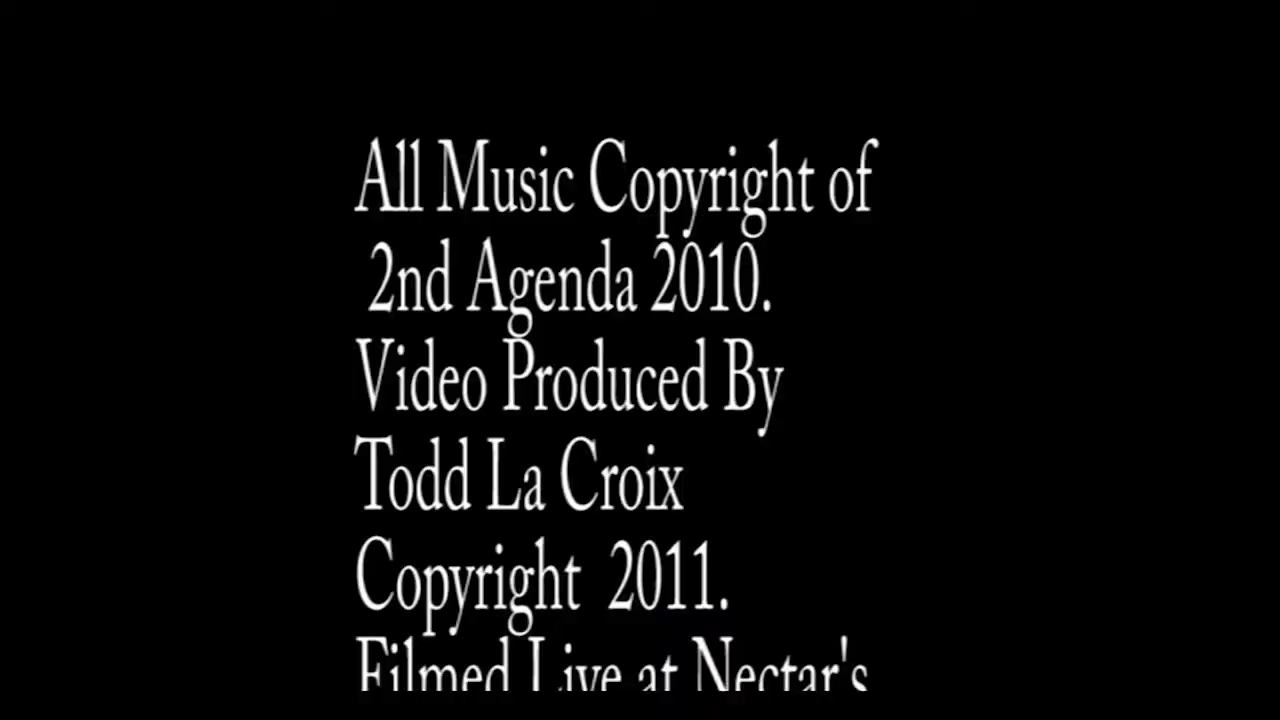 All Music Copyright of
2nd Agenda 2010.
Video Produced By
Todd La Croix
Copyright 2011.
Filmed Live at Nectar's